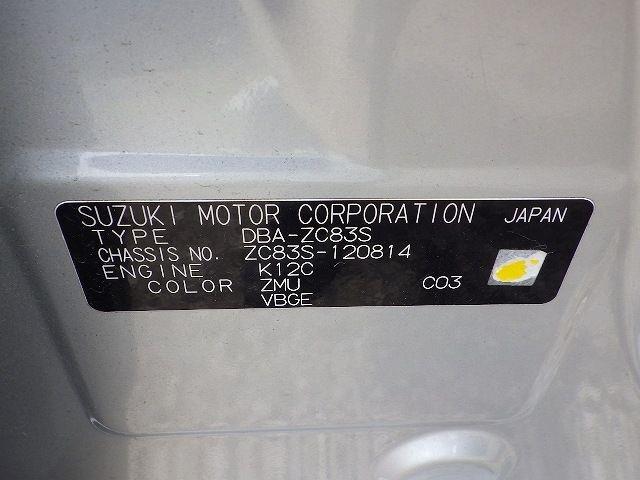 SUZUKI MOTOR CORPORATION JAPAN
TYPE DBA-ZC83S
CHASSIS NO. ZC83S-120814
ENGINE K12C
COLOR ZMU C03
VBGE